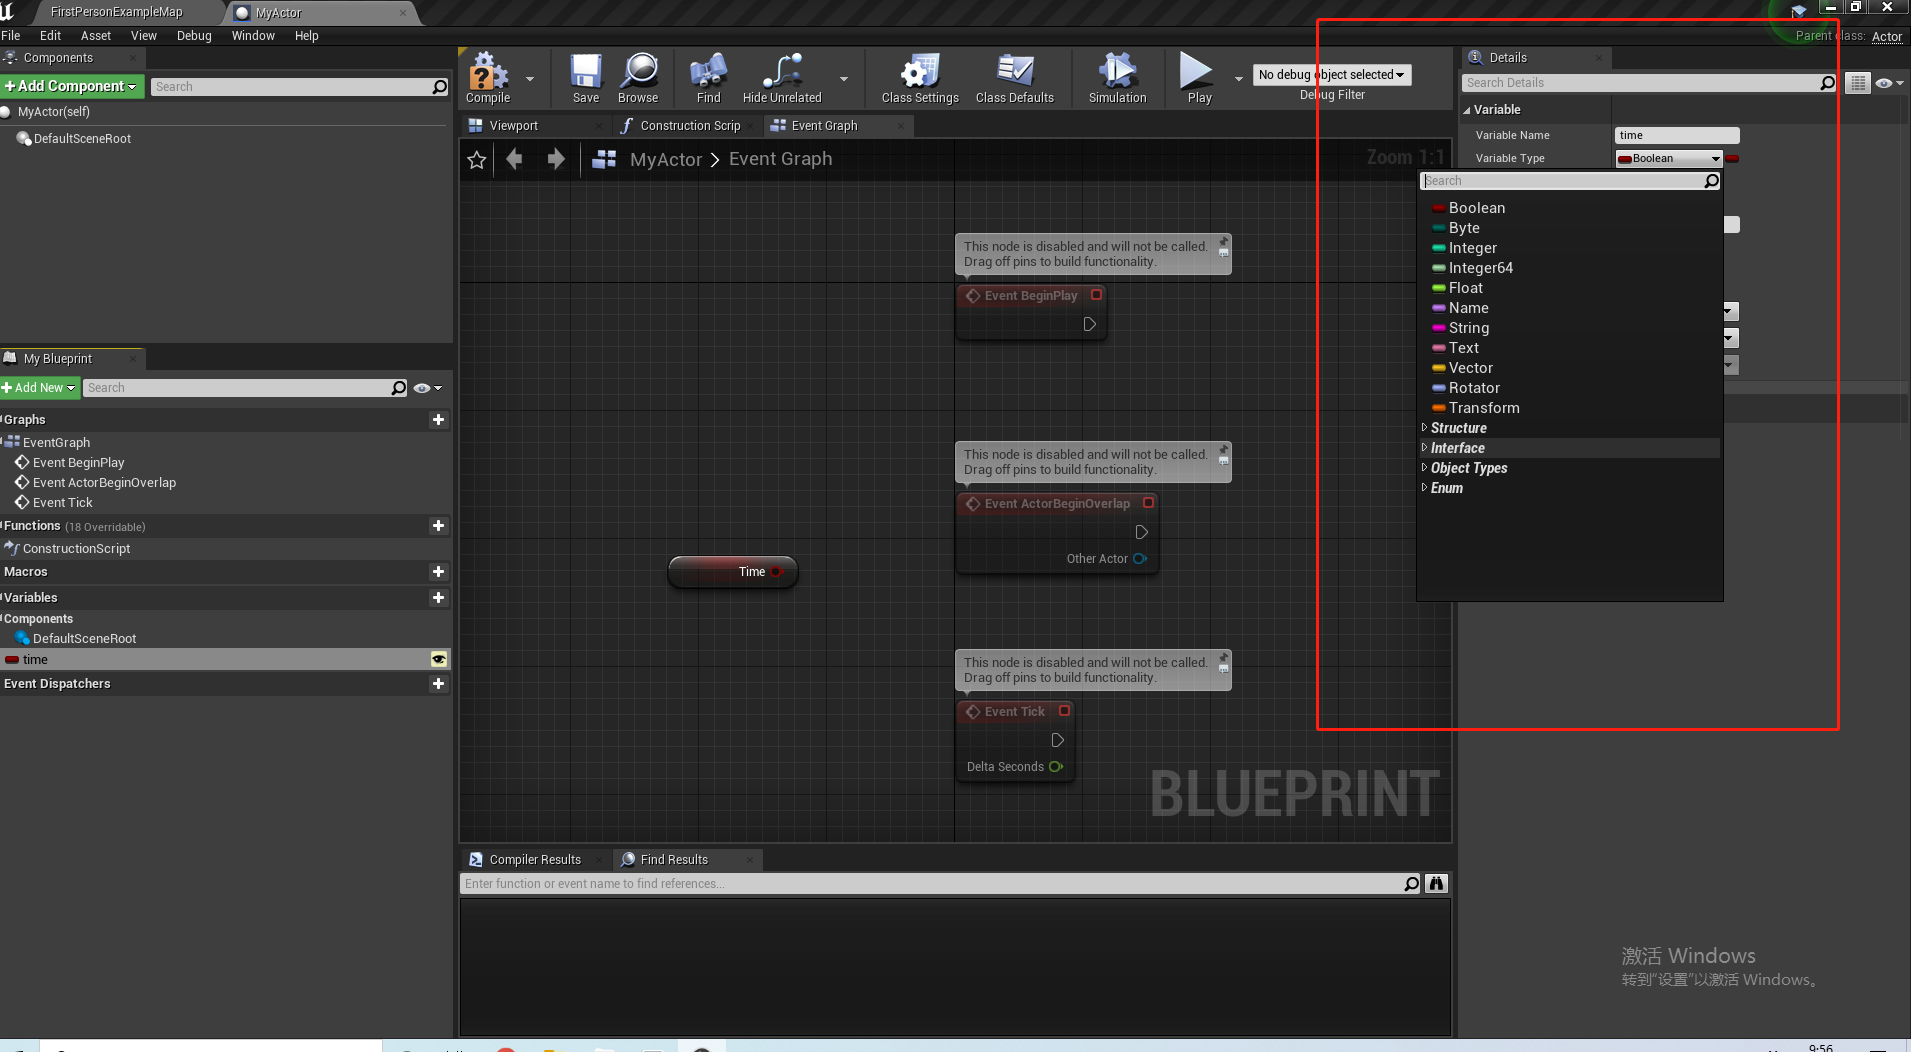 FirstPersonExampleMap
MyActor
File Edit Asset View Debug Window Help
Parent class: Actor
Components
+Add Component
Search
MyActor(self)
DefaultSceneRoot
My Blueprint
+Add New
Search
Graphs
EventGraph
Event BeginPlay
Event ActorBeginOverlap
Event Tick
Functions (18 Overridable)
ConstructionScript
Macros
Variables
Components
DefaultSceneRoot
time
Event Dispatchers
Compile
Save
Browse
Find
Hide Unrelated
Class Settings
Class Defaults
Simulation
Play
No debug object selected
Debug Filter
Viewport
Construction Scrip
Event Graph
MyActor > Event Graph
Zoom 1:1
This node is disabled and will not be called.
Drag off pins to build functionality.
Event BeginPlay
This node is disabled and will not be called.
Drag off pins to build functionality.
Event ActorBeginOverlap
Other Actor
Time
This node is disabled and will not be called.
Drag off pins to build functionality.
Event Tick
Delta Seconds
BLUEPRINT
Compiler Results
Find Results
Enter function or event name to find references...
Details
Search Details
Variable
Variable Name
time
Variable Type
Boolean
Search
Boolean
Byte
Integer
Integer64
Float
Name
String
Text
Vector
Rotator
Transform
Structure
Interface
Object Types
Enum
激活 Windows
转到"设置"以激活 Windows。
9:56